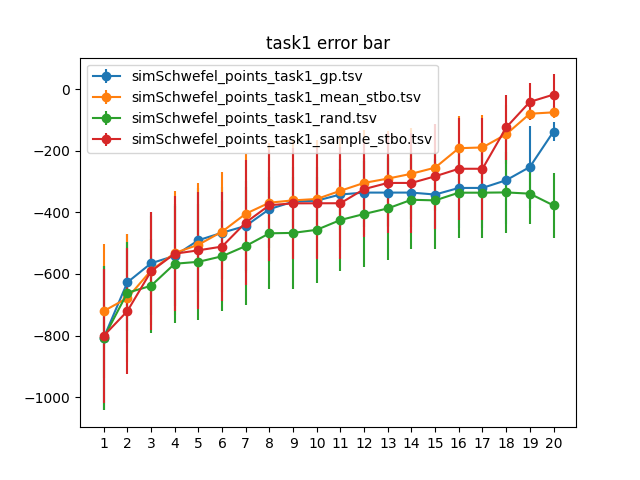 task1 error bar
simSchwefel_points_task1_gp.tsv
simSchwefel_points_task1_mean_stbo.tsv
simSchwefel_points_task1_rand.tsv
simSchwefel_points_task1_sample_stbo.tsv
0
−200
−400
−600
−800
−1000
1 2 3 4 5 6 7 8 9 10 11 12 13 14 15 16 17 18 19 20